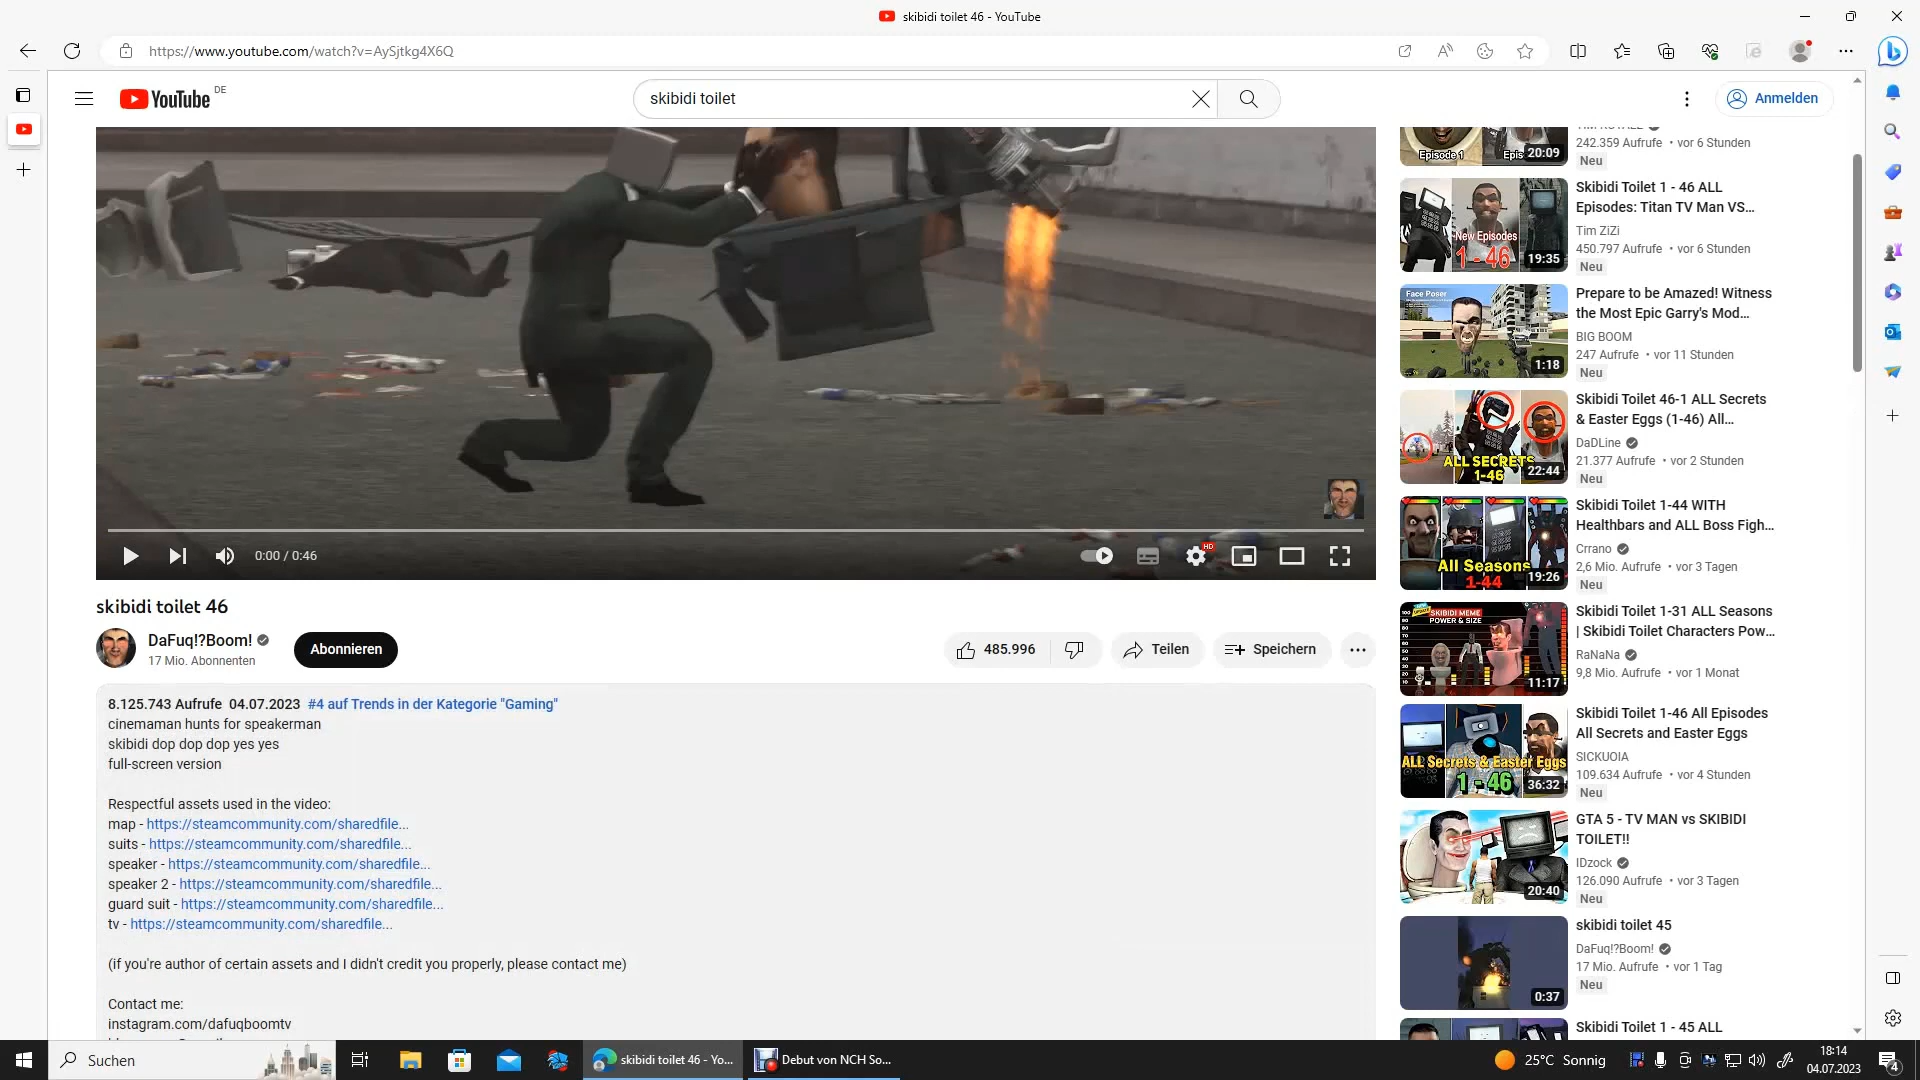 skibidi toilet 46 - YouTube
https://www.youtube.com/watch?v=AySjtkg4X6Q
YouTube DE
skibidi toilet
Anmelden
0:00 / 0:46
HD
skibidi toilet 46
DaFuq!?Boom!
17 Mio. Abonnenten
Abonnieren
485.996
Teilen
Speichern
8.125.743 Aufrufe 04.07.2023 #4 auf Trends in der Kategorie "Gaming"
cinemaman hunts for speakerman
skibidi dop dop dop yes yes
full-screen version
Respectful assets used in the video:
map - https://steamcommunity.com/sharedfile...
suits - https://steamcommunity.com/sharedfile...
speaker - https://steamcommunity.com/sharedfile...
speaker 2 - https://steamcommunity.com/sharedfile...
guard suit - https://steamcommunity.com/sharedfile...
tv - https://steamcommunity.com/sharedfile...
(if you're author of certain assets and I didn't credit you properly, please contact me)
Contact me:
instagram.com/dafuqboomtv
Episode 1
Epis
20:09
242.359 Aufrufe • vor 6 Stunden
Neu
New Episodes
1 - 46
19:35
Skibidi Toilet 1 - 46 ALL
Episodes: Titan TV Man VS...
Tim ZiZi
450.797 Aufrufe • vor 6 Stunden
Neu
Face Poser
1:18
Prepare to be Amazed! Witness
the Most Epic Garry's Mod...
BIG BOOM
247 Aufrufe • vor 11 Stunden
Neu
ALL SECRETS
1-46
22:44
Skibidi Toilet 46-1 ALL Secrets
& Easter Eggs (1-46) All...
DaDLine
21.377 Aufrufe • vor 2 Stunden
Neu
All Seasons
1-44
19:26
Skibidi Toilet 1-44 WITH
Healthbars and ALL Boss Figh...
Crrano
2,6 Mio. Aufrufe • vor 3 Tagen
Neu
SKIBIDI MEME
POWER & SIZE
11:17
Skibidi Toilet 1-31 ALL Seasons
| Skibidi Toilet Characters Pow...
RaNaNa
9,8 Mio. Aufrufe • vor 1 Monat
ALL Secrets & Easter Eggs
1 - 46
36:32
Skibidi Toilet 1-46 All Episodes
All Secrets and Easter Eggs
SICKUOIA
109.634 Aufrufe • vor 4 Stunden
Neu
20:40
GTA 5 - TV MAN vs SKIBIDI
TOILET!!
IDzock
126.090 Aufrufe • vor 3 Tagen
Neu
0:37
skibidi toilet 45
DaFuq!?Boom!
17 Mio. Aufrufe • vor 1 Tag
Neu
Skibidi Toilet 1 - 45 ALL
Suchen
skibidi toilet 46 - Yo...
Debut von NCH So...
25°C Sonnig
18:14
04.07.2023
4